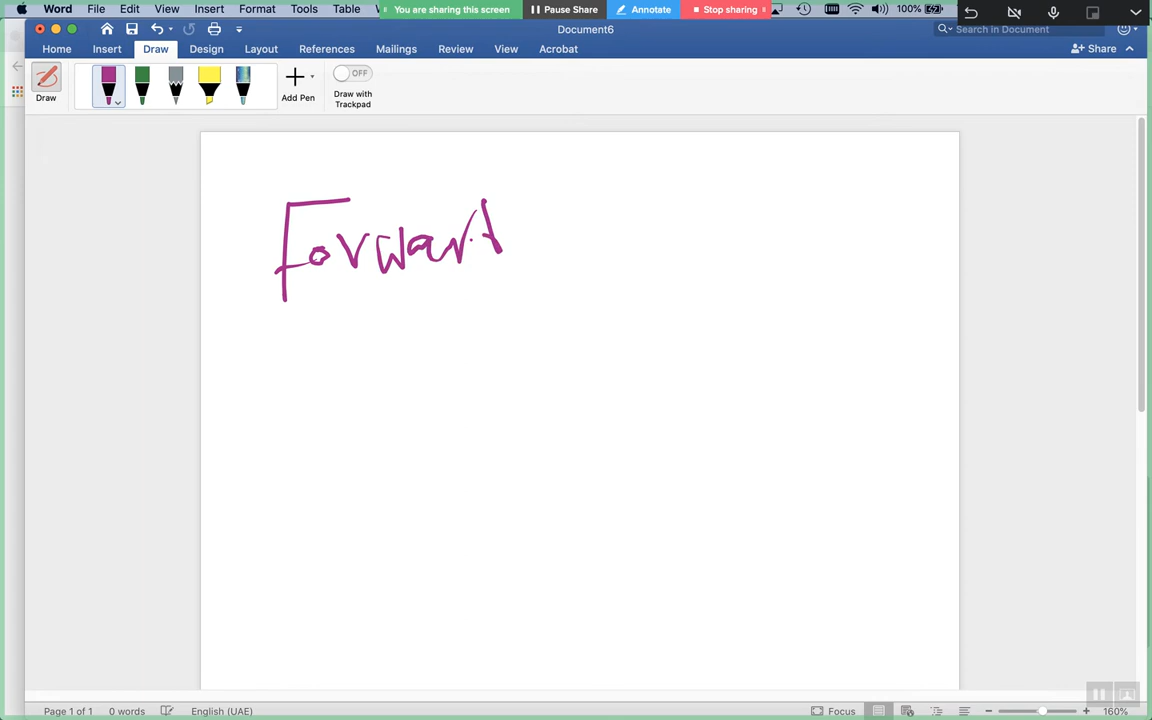 Word File Edit View Insert Format Tools Table You are sharing this screen Pause Share Annotate Stop sharing 100%
Document6 Search in Document
Home Insert Draw Design Layout References Mailings Review View Acrobat Share
OFF
Draw Add Pen Draw with
Trackpad
Forward
Page 1 of 1 0 words English (UAE) Focus 160%